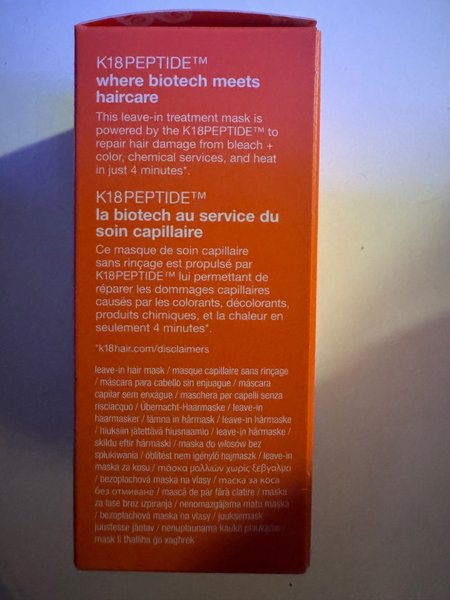 K18PEPTIDE™
where biotech meets
haircare
This leave-in treatment mask is
powered by the K18PEPTIDE™ to
repair hair damage from bleach +
color, chemical services, and heat
in just 4 minutes*.
K18PEPTIDE™
la biotech au service du
soin capillaire
Ce masque de soin capillaire
sans rinçage est propulsé par
K18PEPTIDE™ lui permettant de
réparer les dommages capillaires
causés par les colorants, décolorants,
produits chimiques, et la chaleur en
seulement 4 minutes*.
*k18hair.com/disclaimers
leave-in hair mask / masque capillaire sans rinçage
/ máscara para cabello sin enjuague / máscara
capilar sem enxágue / maschera per capelli senza
risciacquo / Übernacht-Haarmaske / leave-in
haarmasker / lämna in hårmask / leave-in hårmaske
/ hiuksiin jätettävä hiusnaamio / leave-in hårmaske
/ skildu eftir hármaski / maska do włosów bez
spłukiwania / öblítést nem igénylő hajmaszk / leave-in
maska za kosu / μάσκα μαλλιών χωρίς ξέβγαλμα
/ bezoplachová maska na vlasy / маска за коса
без отмиване / mască de păr fără clătire / maska
za lase brez izpiranja / nenomazgājama matu maska
/ bezoplachová maska na vlasy / juuksemask
juustesse jäetav / nenuplaunama kaukė plaukams /
mask li tħalliha ġo xagħrek